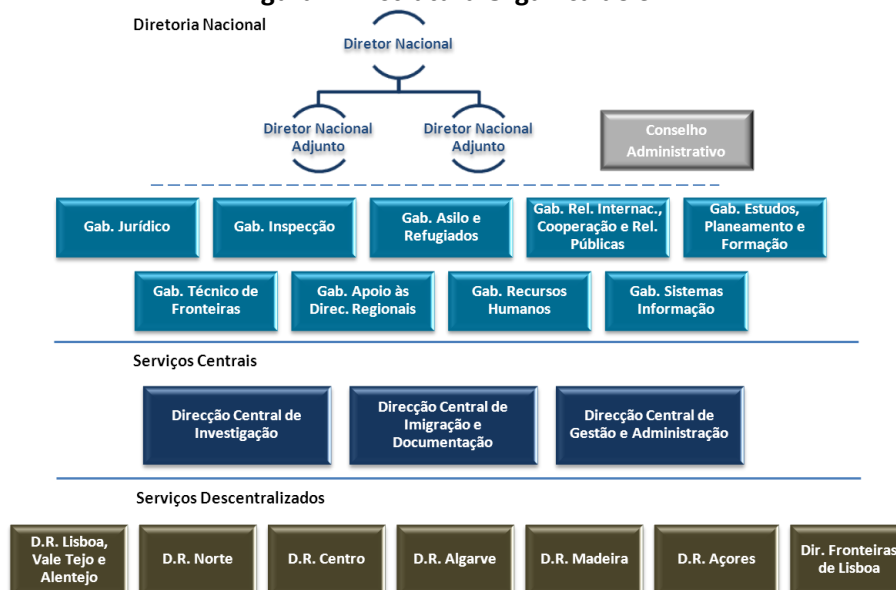 Diretoria Nacional
Diretor Nacional
Diretor Nacional
Adjunto
Diretor Nacional
Adjunto
Conselho
Administrativo
Gab. Jurídico
Gab. Inspecção
Gab. Asilo e
Refugiados
Gab. Rel. Internac.,
Cooperação e Rel.
Públicas
Gab. Estudos,
Planeamento e
Formação
Gab. Técnico de
Fronteiras
Gab. Apoio às
Direc. Regionais
Gab. Recursos
Humanos
Gab. Sistemas
Informação
Serviços Centrais
Direcção Central de
Investigação
Direcção Central de
Imigração e
Documentação
Direcção Central de
Gestão e Administração
Serviços Descentralizados
D.R. Lisboa,
Vale Tejo e
Alentejo
D.R. Norte
D.R. Centro
D.R. Algarve
D.R. Madeira
D.R. Açores
Dir. Fronteiras
de Lisboa